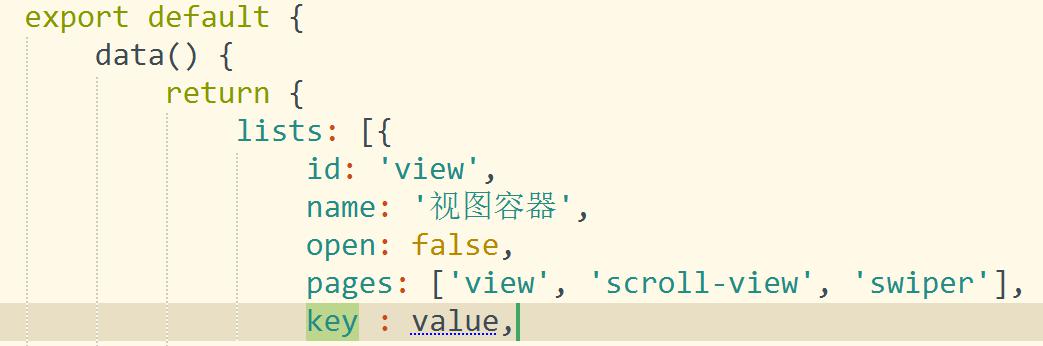 export default {
data() {
return {
lists: [{
id: 'view',
name: '视图容器',
open: false,
pages: ['view', 'scroll-view', 'swiper'],
key : value,